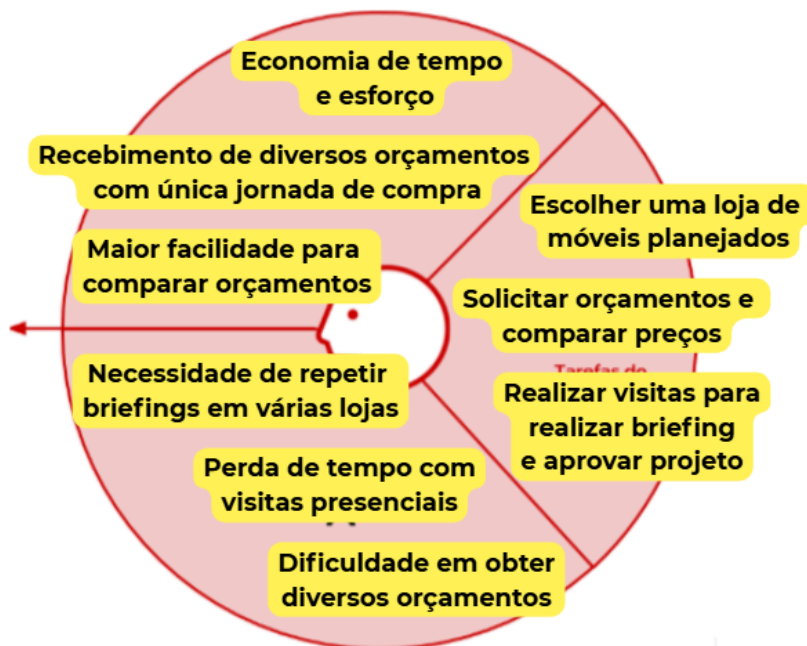 Economia de tempo
e esforço
Recebimento de diversos orçamentos
com única jornada de compra
Maior facilidade para
comparar orçamentos
Escolher uma loja de
móveis planejados
Solicitar orçamentos e
comparar preços
Tarefas do
Realizar visitas para
realizar briefing
e aprovar projeto
Necessidade de repetir
briefings em várias lojas
Perda de tempo com
visitas presenciais
Dificuldade em obter
diversos orçamentos